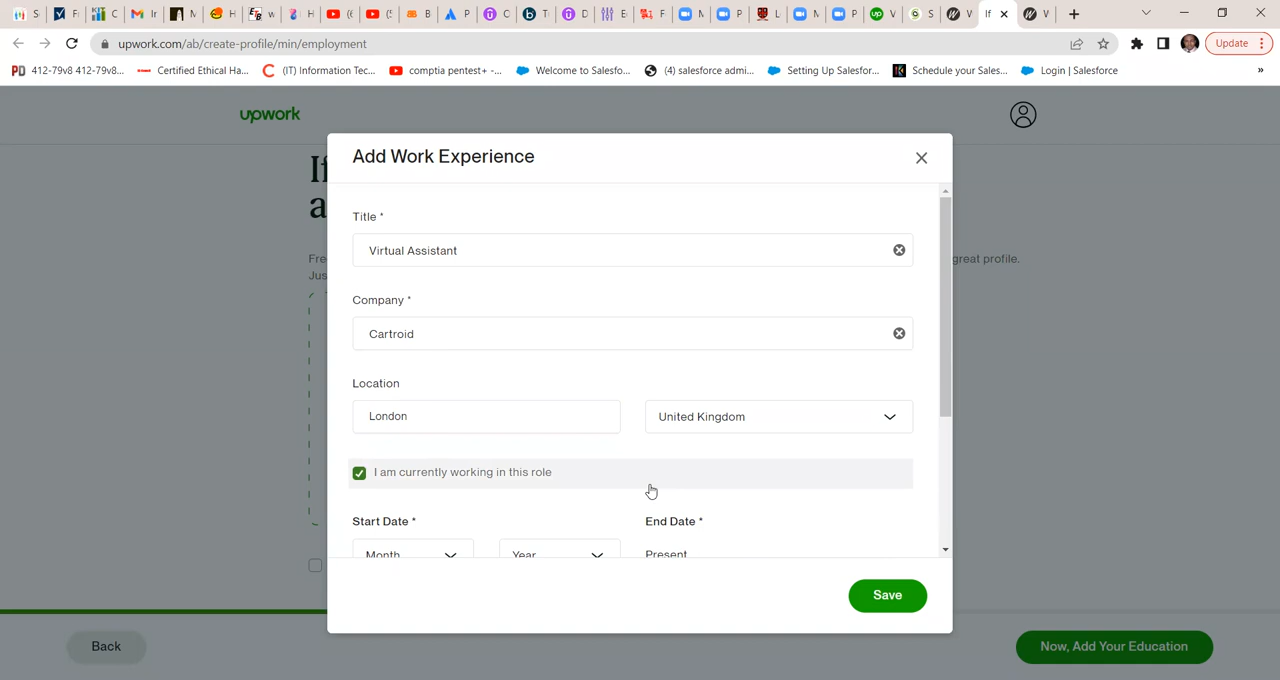 upwork.com/ab/create-profile/min/employment
Update
412-79v8 412-79v8...
Certified Ethical Ha...
(IT) Information Tec...
comptia pentest+ -...
Welcome to Salesfo...
(4) salesforce admi...
Setting Up Salesfor...
Schedule your Sales...
Login | Salesforce
»
upwork
Add Work Experience
If
a
Title *
Virtual Assistant
great profile.
Company *
Cartroid
Location
London
United Kingdom
I am currently working in this role
Start Date *
End Date *
Month
Year
Present
Save
Back
Now, Add Your Education